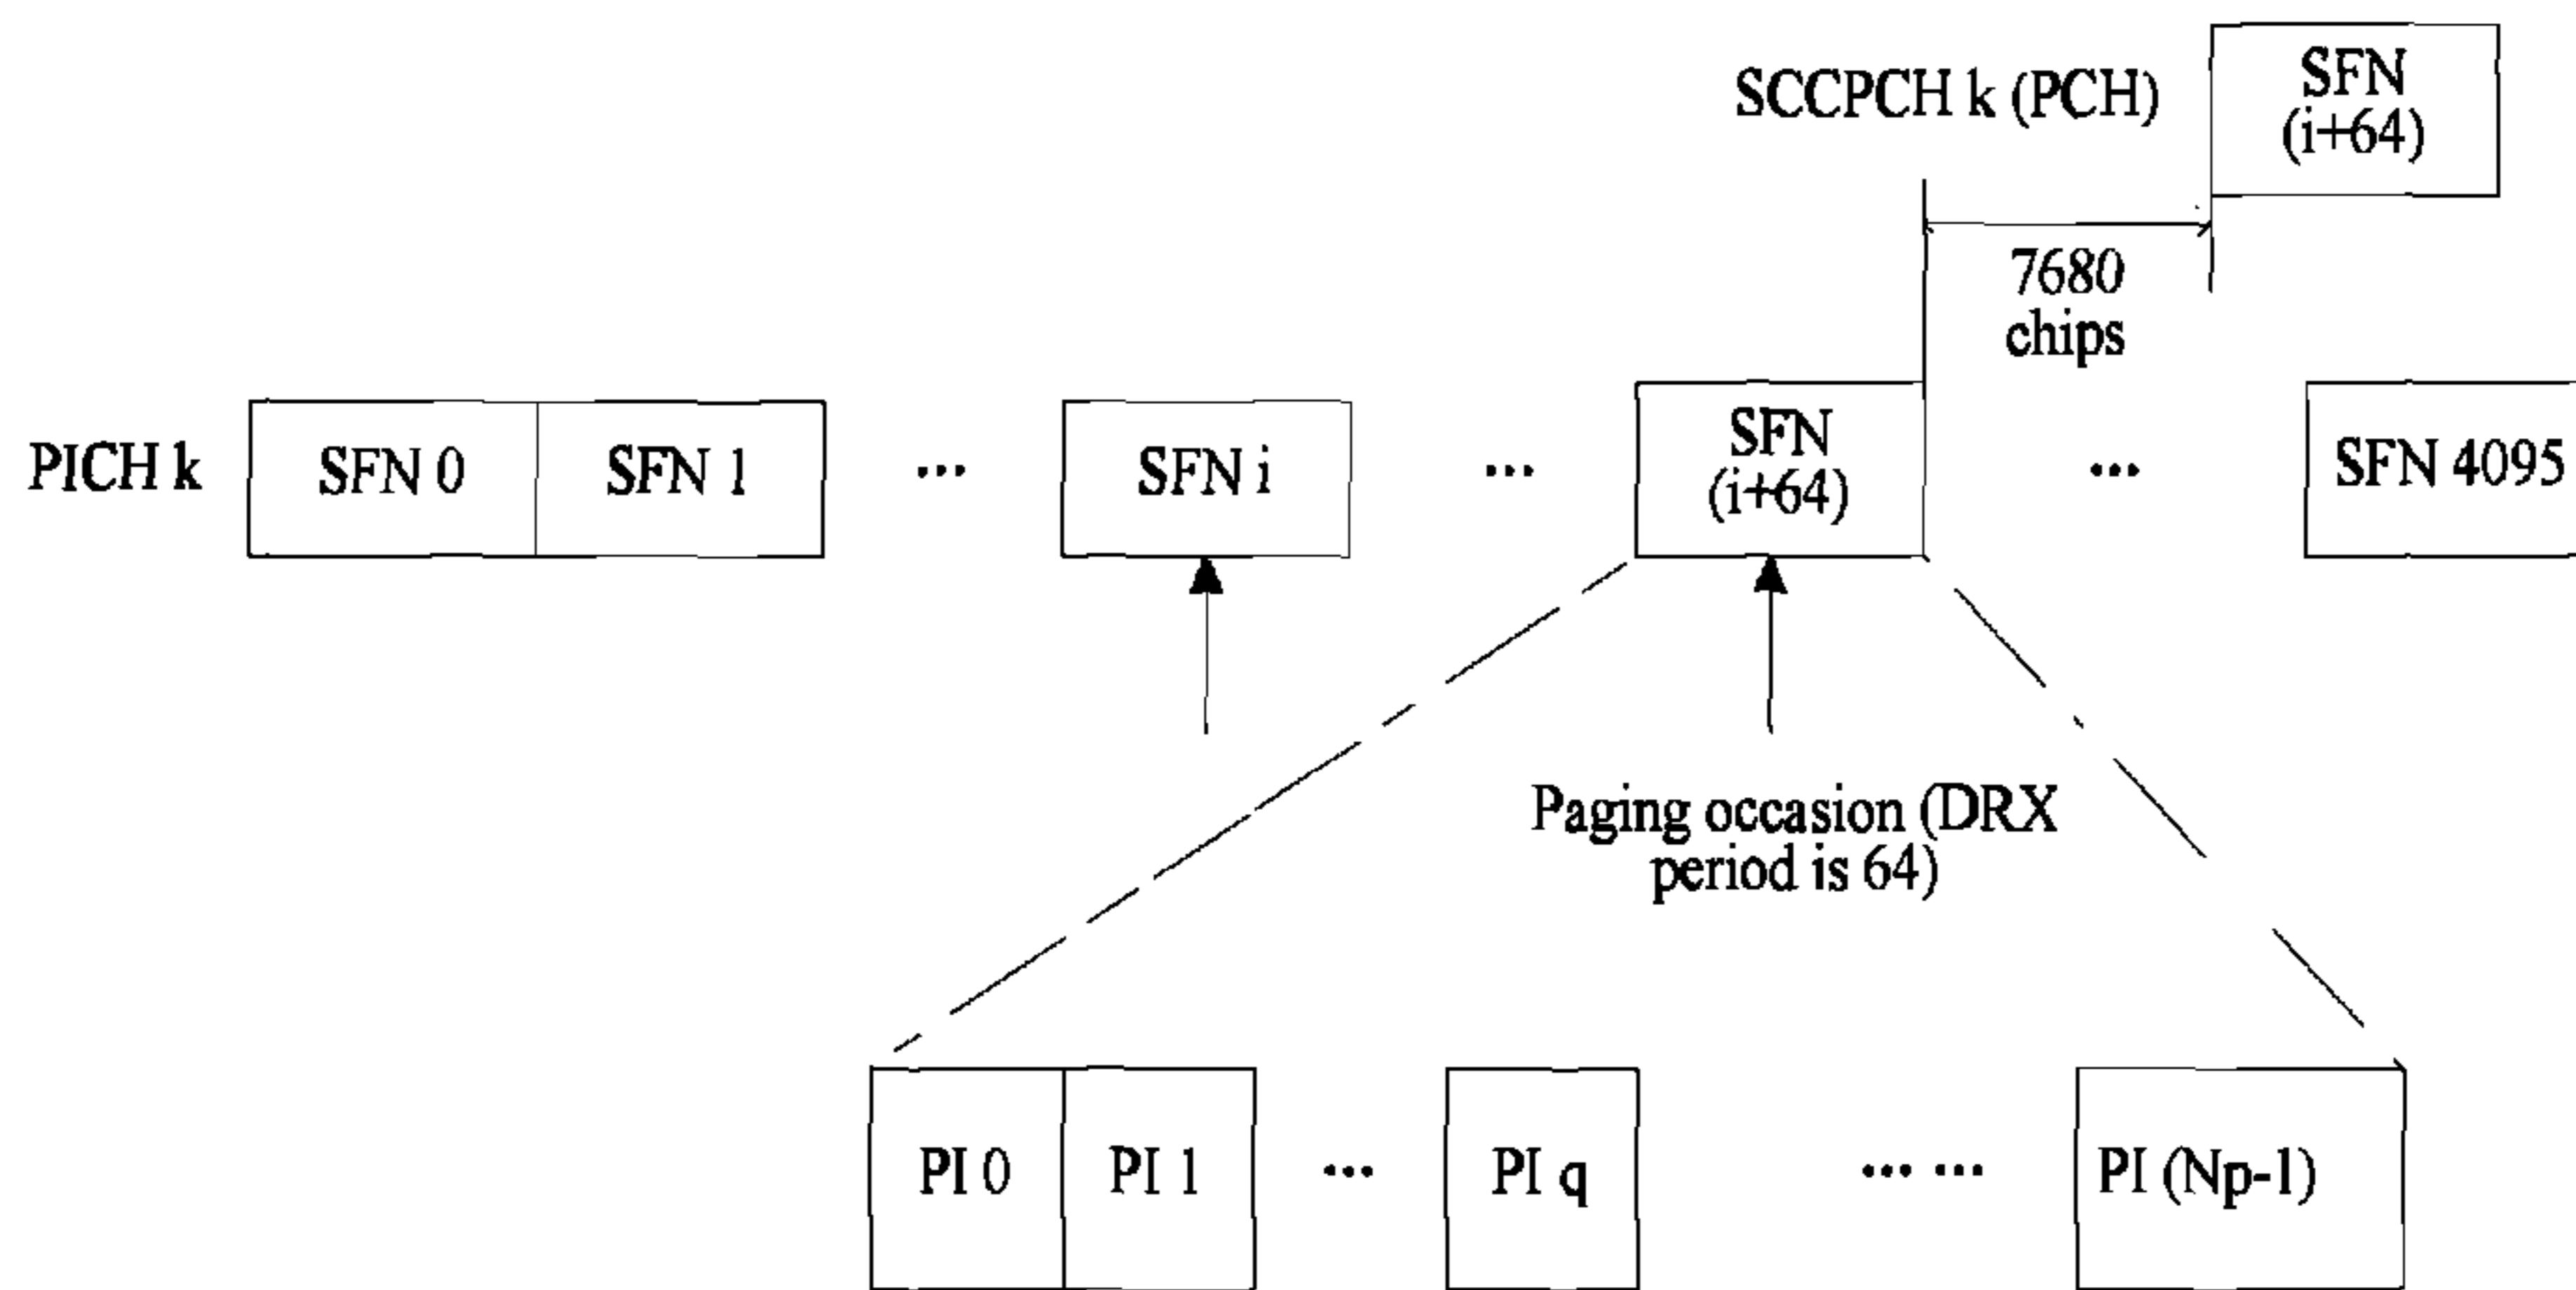 SCCPCH k (PCH)
SFN
(i+64)
7680
chips
PICH k
SFN 0
SFN 1
...
SFN i
...
SFN
(i+64)
...
SFN 4095
Paging occasion (DRX
period is 64)
PI 0
PI 1
...
PI q
... ...
PI (Np-1)